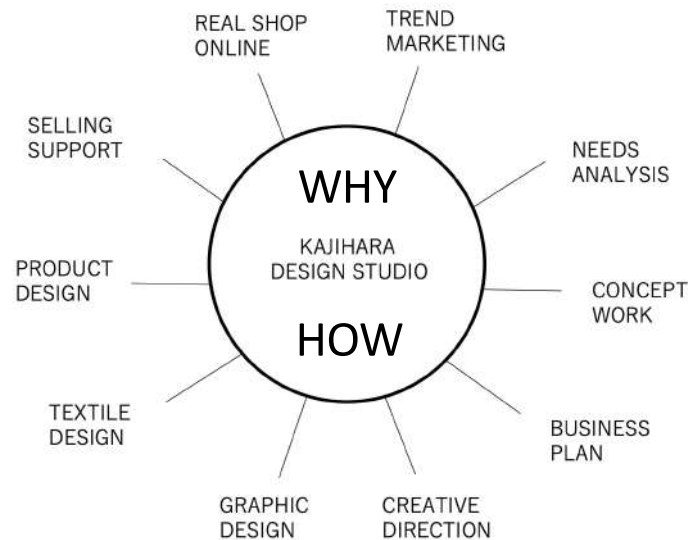 REAL SHOP
ONLINE
TREND
MARKETING
SELLING
SUPPORT
NEEDS
ANALYSIS
WHY
KAJIHARA
DESIGN STUDIO
HOW
PRODUCT
DESIGN
CONCEPT
WORK
TEXTILE
DESIGN
BUSINESS
PLAN
GRAPHIC
DESIGN
CREATIVE
DIRECTION